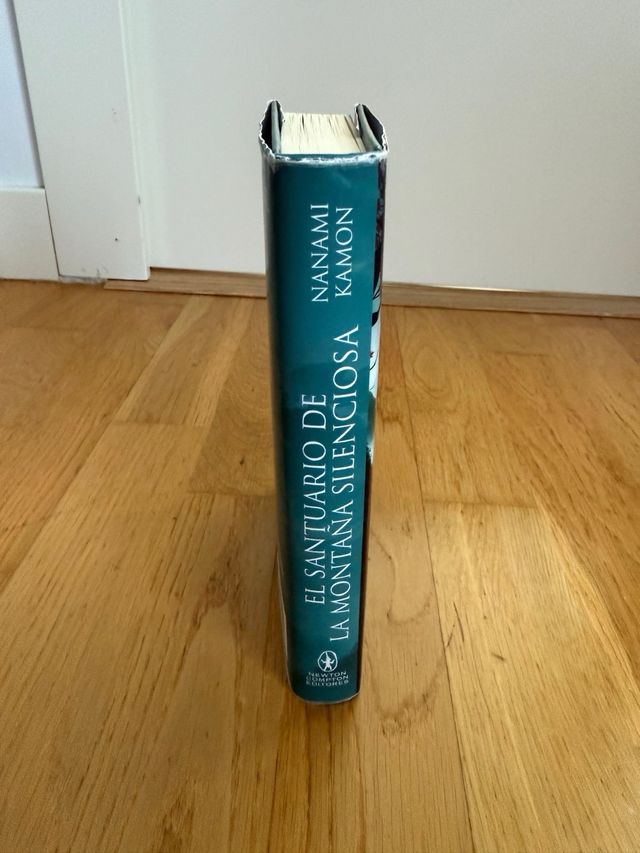 NANAMI
KAMON
EL SANTUARIO DE
LA MONTAÑA SILENCIOSA
NEWTON
COMPTON
EDITORES